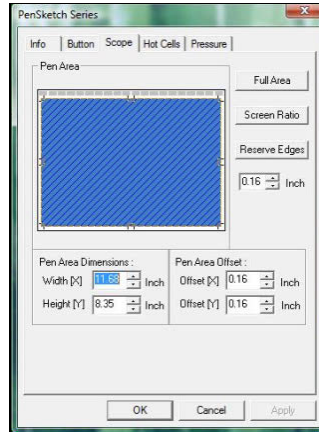 PenSketch Series
Info Button Scope Hot Cells Pressure
Pen Area
Full Area
Screen Ratio
Reserve Edges
0.16 Inch
Pen Area Dimensions :
Width [X] 11.68 Inch
Height [Y] 8.35 Inch
Pen Area Offset :
Offset [X] 0.16 Inch
Offset [Y] 0.16 Inch
OK Cancel Apply